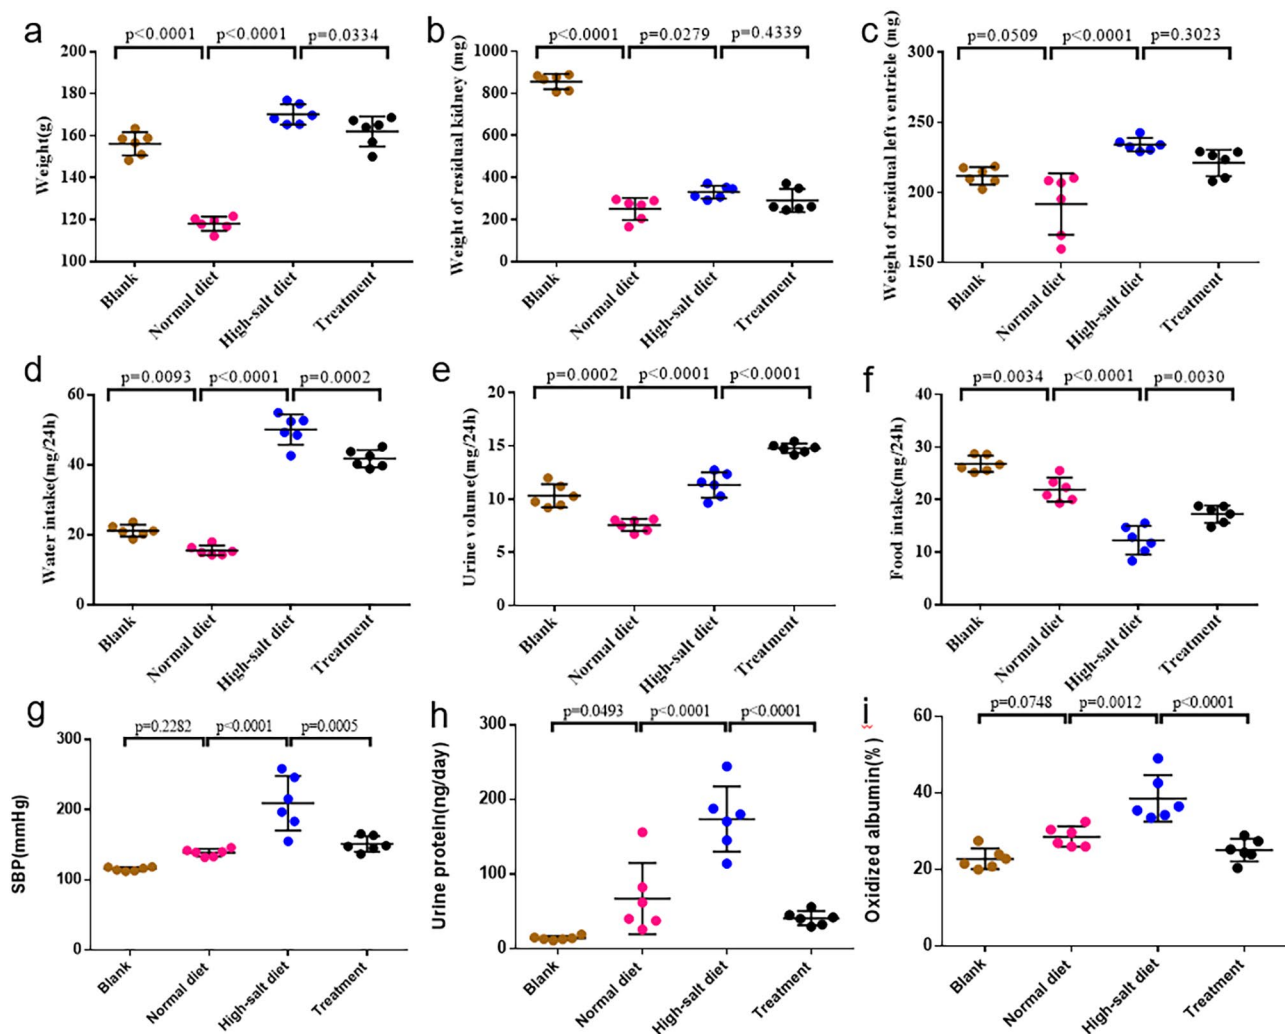 a
p<0.0001 p<0.0001 p=0.0334
Weight(g)
200
180
160
140
120
100
Blank
Normal diet
High-salt diet
Treatment
b
p<0.0001 p=0.0279 p=0.4339
Weight of residual kidney (mg)
1000
800
600
400
200
0
Blank
Normal diet
High-salt diet
Treatment
c
p=0.0509 p<0.0001 p=0.3023
Weight of residual left ventricle (mg)
300
250
200
150
Blank
Normal diet
High-salt diet
Treatment
d
p=0.0093 p<0.0001 p=0.0002
Water intake(mg/24h)
60
40
20
0
Blank
Normal diet
High-salt diet
Treatment
e
p=0.0002 p<0.0001 p<0.0001
Urine volume(mg/24h)
20
15
10
5
0
Blank
Normal diet
High-salt diet
Treatment
f
p=0.0034 p<0.0001 p=0.0030
Food intake(mg/24h)
40
30
20
10
0
Blank
Normal diet
High-salt diet
Treatment
g
p=0.2282 p<0.0001 p=0.0005
SBP(mmHg)
300
200
100
0
Blank
Normal diet
High-salt diet
Treatment
h
p=0.0493 p<0.0001 p<0.0001
Urine protein(ng/day)
300
200
100
0
Blank
Normal diet
High-salt diet
Treatment
i
p=0.0748 p=0.0012 p<0.0001
Oxidized albumin(%)
60
40
20
0
Blank
Normal diet
High-salt diet
Treatment